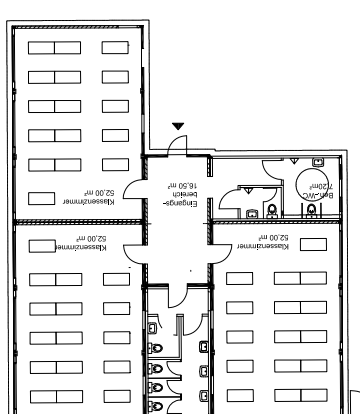 Klassenzimmer
52,00 m²
Eingangs-
bereich
16,50 m²
Beh.-WC
7,20m²
Klassenzimmer
52,00 m²
Klassenzimmer
52,00 m²